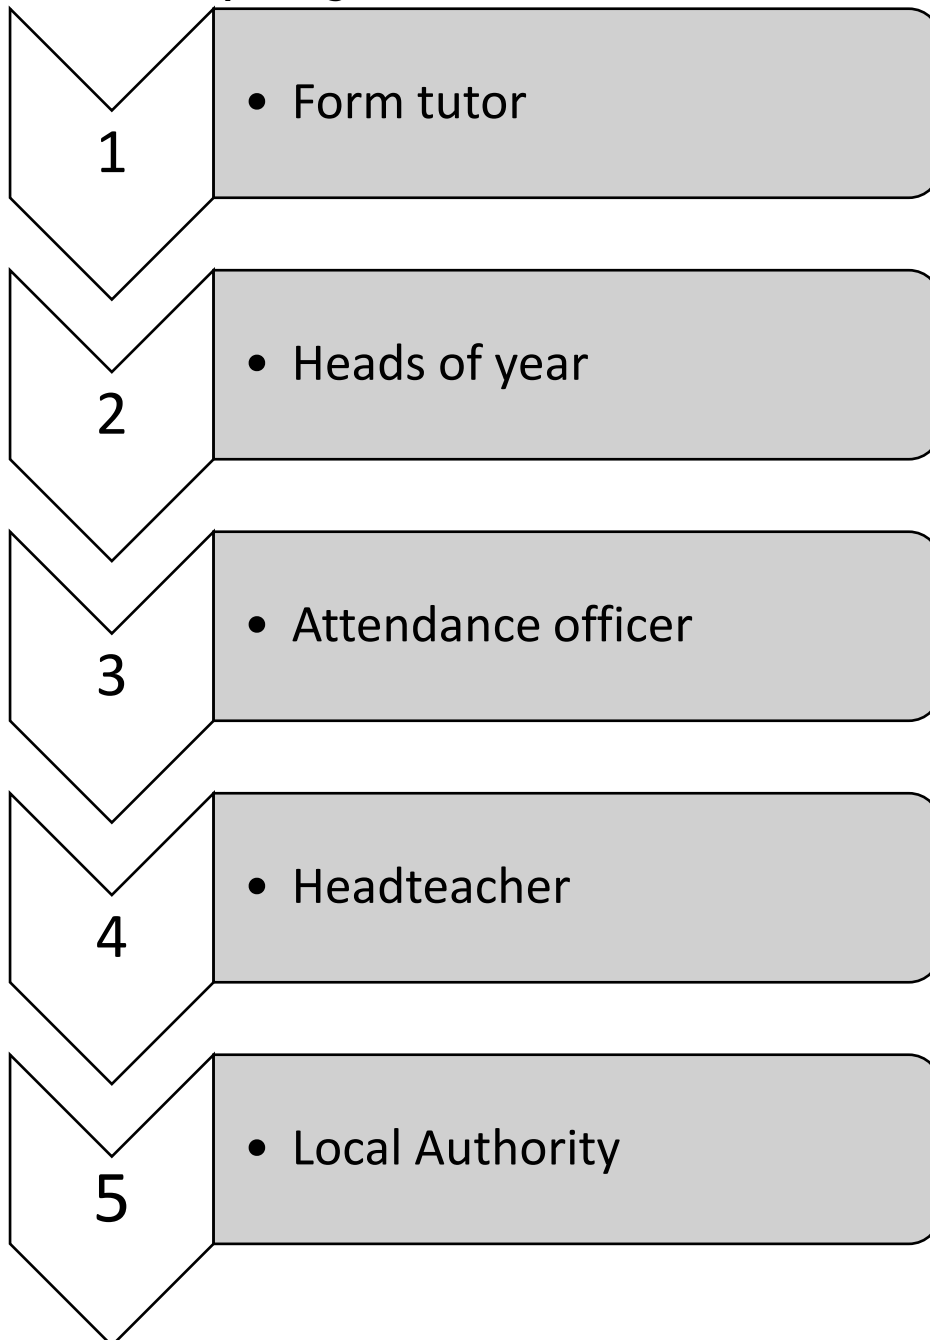 1
• Form tutor
2
• Heads of year
3
• Attendance officer
4
• Headteacher
5
• Local Authority